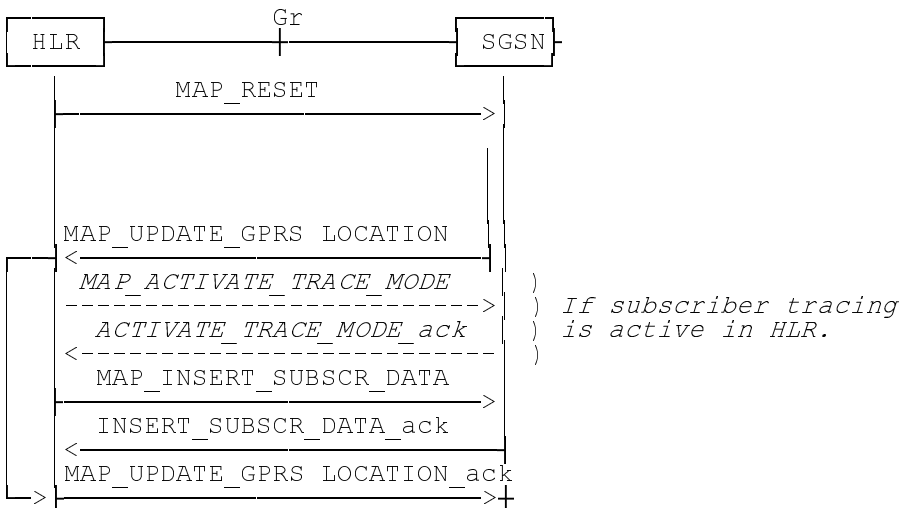 Gr
HLR SGSN
MAP_RESET
MAP_UPDATE_GPRS LOCATION
MAP_ACTIVATE_TRACE_MODE )
) If subscriber tracing
ACTIVATE_TRACE_MODE_ack ) is active in HLR.
)
MAP_INSERT_SUBSCR_DATA
INSERT_SUBSCR_DATA_ack
MAP_UPDATE_GPRS LOCATION_ack